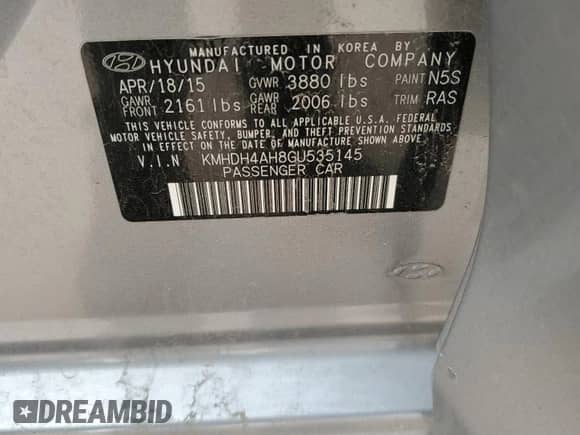 MANUFACTURED IN KOREA BY
HYUNDAI MOTOR COMPANY
APR/18/15 GVWR 3880 lbs PAINT N5S
GAWR FRONT 2161 lbs GAWR REAR 2006 lbs TRIM RAS
THIS VEHICLE CONFORMS TO ALL APPLICABLE U.S.A. FEDERAL
MOTOR VEHICLE SAFETY, BUMPER, AND THEFT PREVENTION STANDARDS
IN EFFECT ON THE DATE OF MANUFACTURE SHOWN ABOVE.
V.I.N KMHDH4AH8GU535145
PASSENGER CAR
DREAMBID